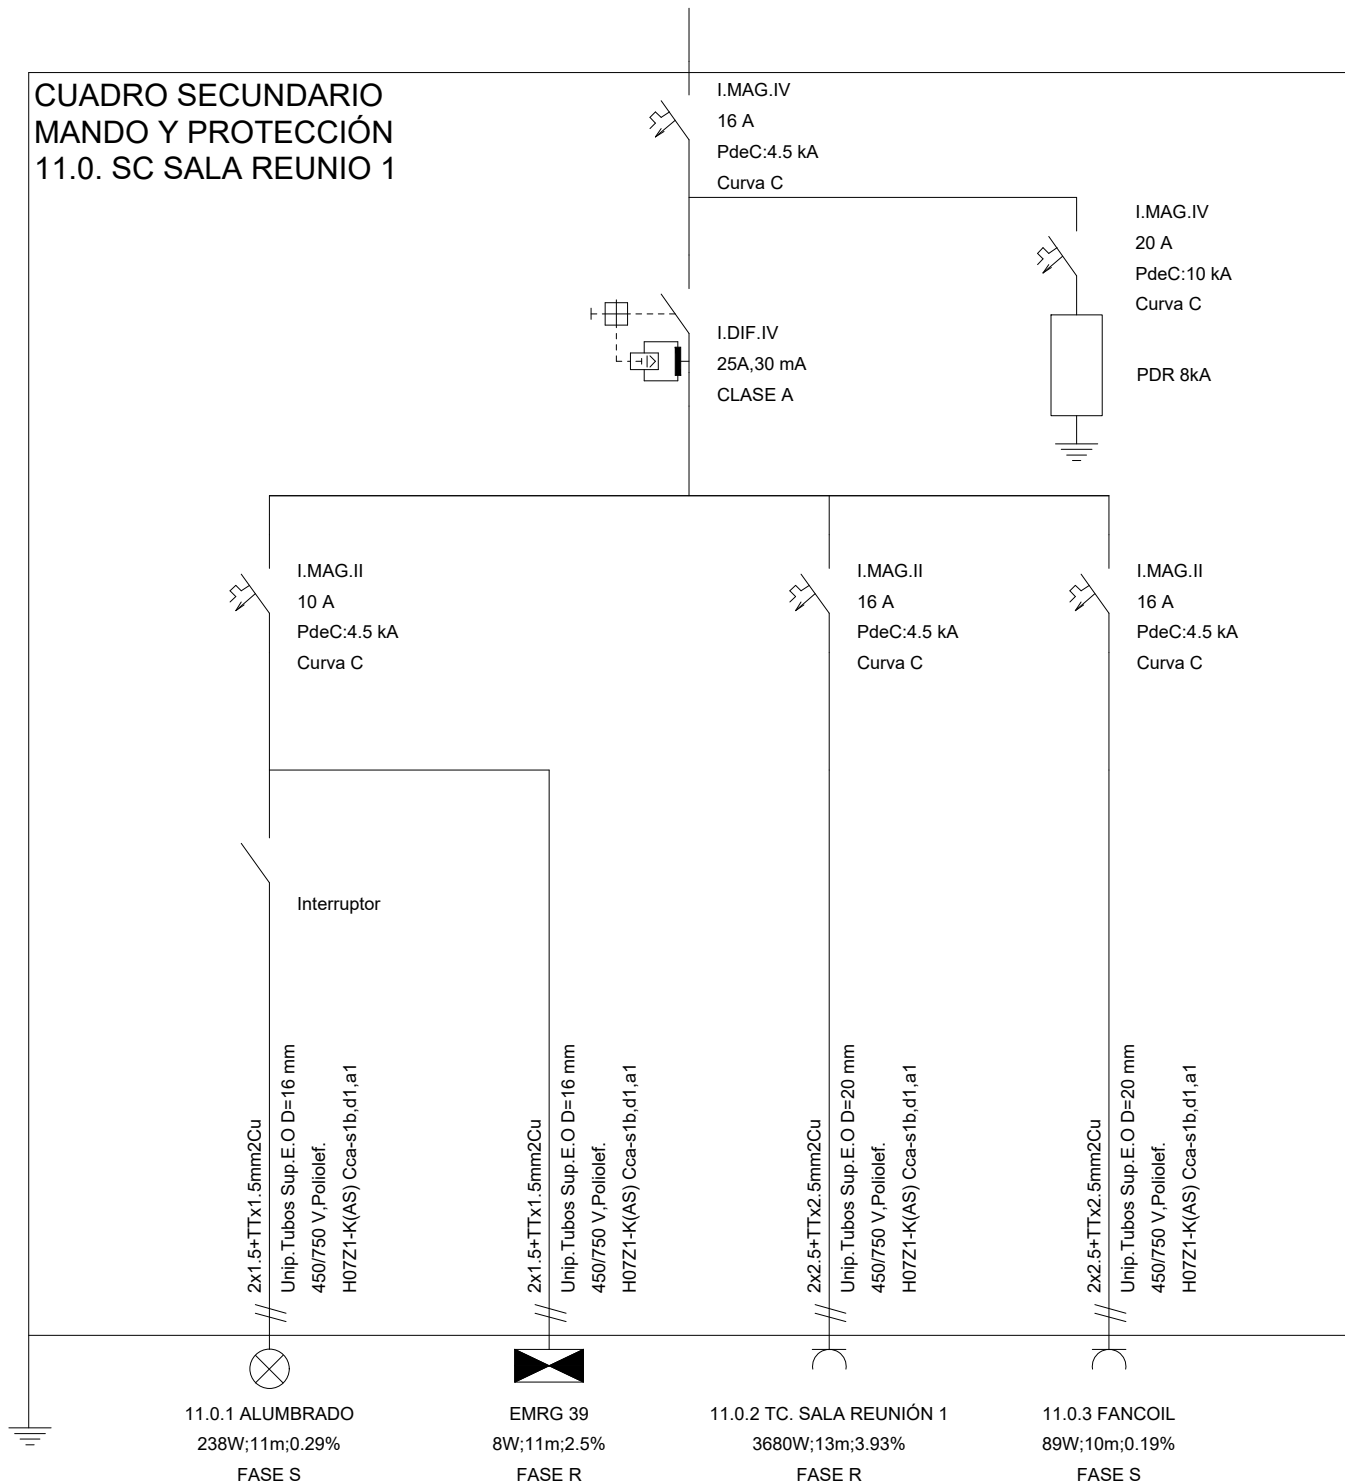 CUADRO SECUNDARIO
MANDO Y PROTECCIÓN
11.0. SC SALA REUNIO 1
I.MAG.IV
16 A
PdeC:4.5 kA
Curva C
I.MAG.IV
20 A
PdeC:10 kA
Curva C
I.DIF.IV
25A,30 mA
CLASE A
PDR 8kA
I.MAG.II
10 A
PdeC:4.5 kA
Curva C
I.MAG.II
16 A
PdeC:4.5 kA
Curva C
I.MAG.II
16 A
PdeC:4.5 kA
Curva C
Interruptor
2x1.5+TTx1.5mm2Cu
Unip.Tubos Sup.E.O D=16 mm
450/750 V,Poliolef.
H07Z1-K(AS) Cca-s1b,d1,a1
2x1.5+TTx1.5mm2Cu
Unip.Tubos Sup.E.O D=16 mm
450/750 V,Poliolef.
H07Z1-K(AS) Cca-s1b,d1,a1
2x2.5+TTx2.5mm2Cu
Unip.Tubos Sup.E.O D=20 mm
450/750 V,Poliolef.
H07Z1-K(AS) Cca-s1b,d1,a1
2x2.5+TTx2.5mm2Cu
Unip.Tubos Sup.E.O D=20 mm
450/750 V,Poliolef.
H07Z1-K(AS) Cca-s1b,d1,a1
11.0.1 ALUMBRADO
238W;11m;0.29%
FASE S
EMRG 39
8W;11m;2.5%
FASE R
11.0.2 TC. SALA REUNIÓN 1
3680W;13m;3.93%
FASE R
11.0.3 FANCOIL
89W;10m;0.19%
FASE S